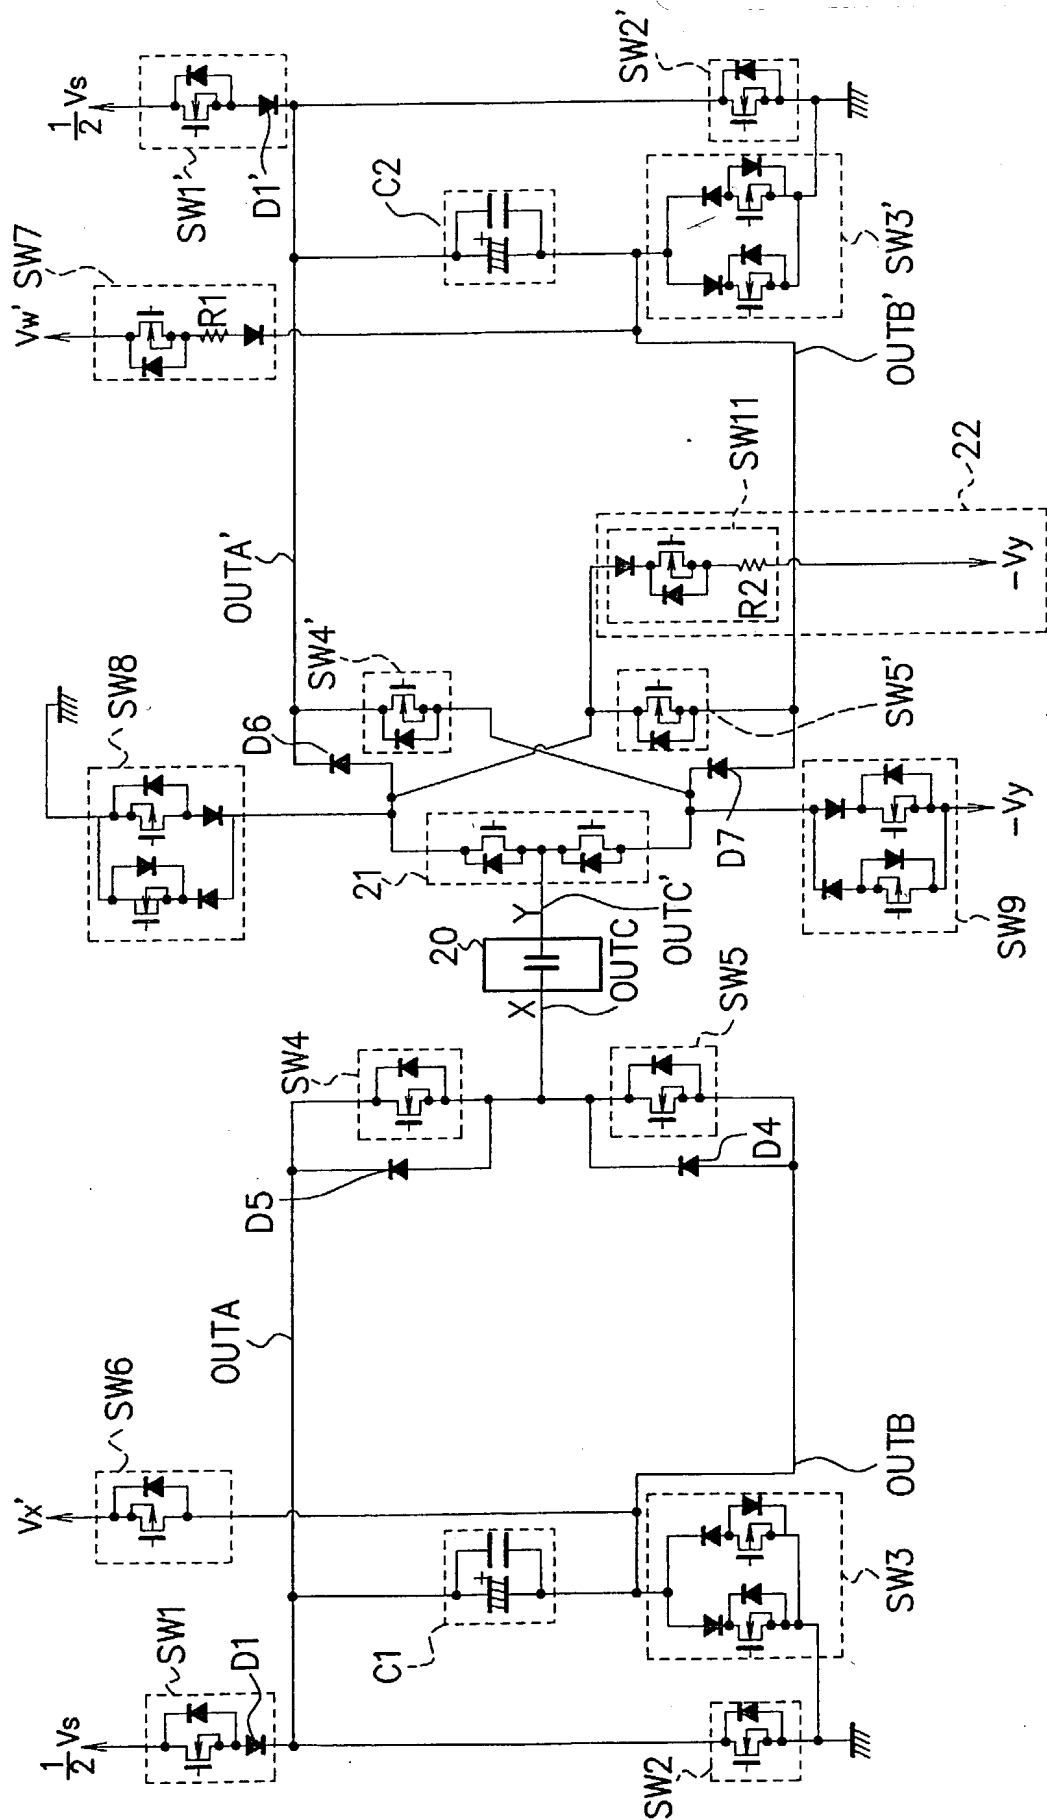 1/2 Vs
SW1
D1
Vx'
SW6
Vw'
SW7
R1
1/2 Vs
SW1'
D1'
SW8
OUTA
D5
SW4
D6
SW4'
OUTA'
C1
C2
X
20
Y
21
OUTC
OUTC'
SW5
D4
D7
SW5'
SW11
R2
22
-Vy
SW2
SW3
OUTB
SW9
-Vy
OUTB'
SW3'
SW2'